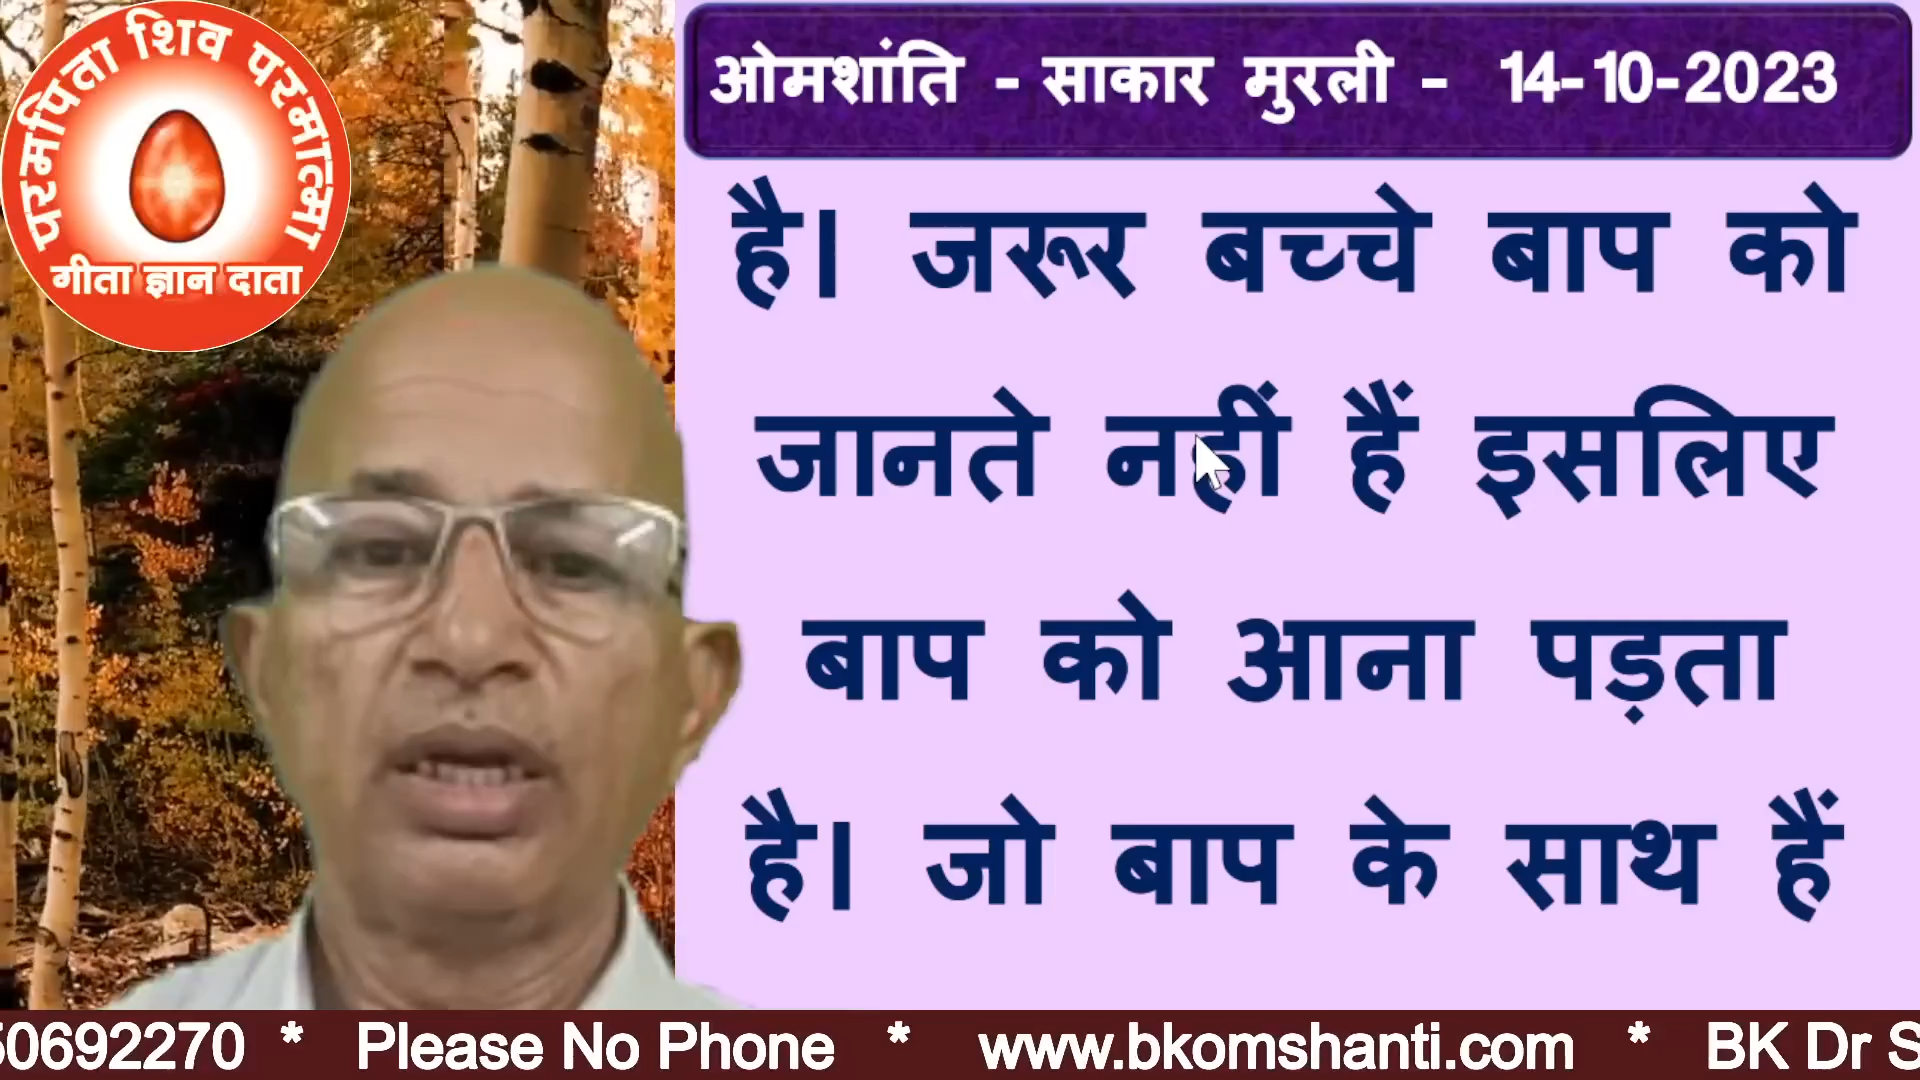 परमपिता शिव परमात्मा
गीता ज्ञान दाता
ओमशांति - साकार मुरली - 14-10-2023
है। जरूर बच्चे बाप को
जानते नहीं हैं इसलिए
बाप को आना पड़ता
है। जो बाप के साथ हैं
50692270 * Please No Phone * www.bkomshanti.com * BK Dr S